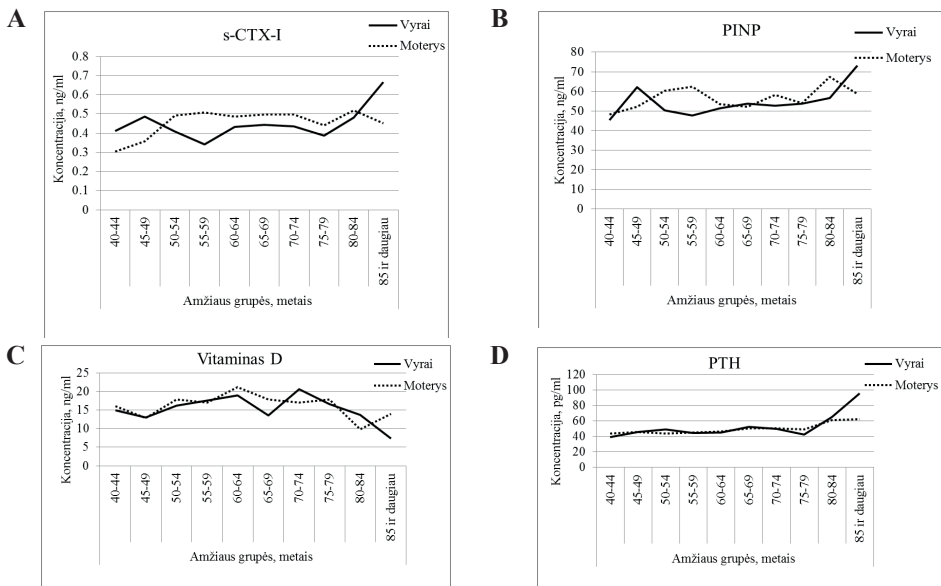 A
s-CTX-I
Vyrai
Moterys
Koncentracija, ng/ml
0.8
0.7
0.6
0.5
0.4
0.3
0.2
0.1
0
40-44
45-49
50-54
55-59
60-64
65-69
70-74
75-79
80-84
85 ir daugiau
Amžiaus grupės, metais
B
PINP
Vyrai
Moterys
Koncentracija, ng/ml
80
70
60
50
40
30
20
10
0
40-44
45-49
50-54
55-59
60-64
65-69
70-74
75-79
80-84
85 ir daugiau
Amžiaus grupės, metais
C
Vitaminas D
Vyrai
Moterys
Koncentracija, ng/ml
25
20
15
10
5
0
40-44
45-49
50-54
55-59
60-64
65-69
70-74
75-79
80-84
85 ir daugiau
Amžiaus grupės, metais
D
PTH
Vyrai
Moterys
Koncentracija, pg/ml
120
100
80
60
40
20
0
40-44
45-49
50-54
55-59
60-64
65-69
70-74
75-79
80-84
85 ir daugiau
Amžiaus grupės, metais